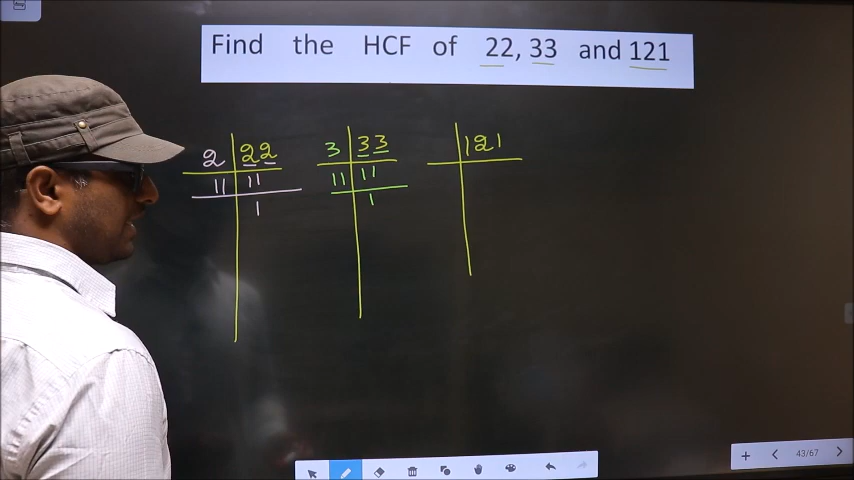 Find the HCF of 22, 33 and 121
2 22 3 33 121
11 11 11 11
1 1
43/67